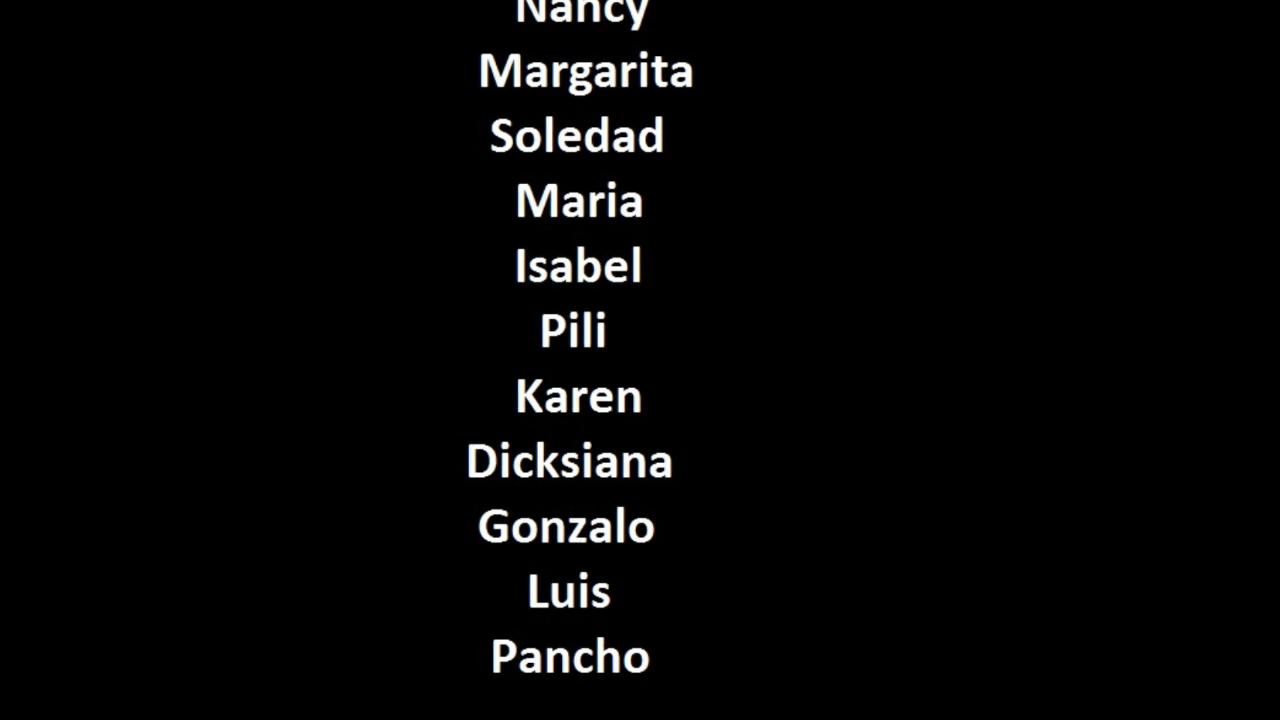 Nancy
Margarita
Soledad
Maria
Isabel
Pili
Karen
Dicksiana
Gonzalo
Luis
Pancho